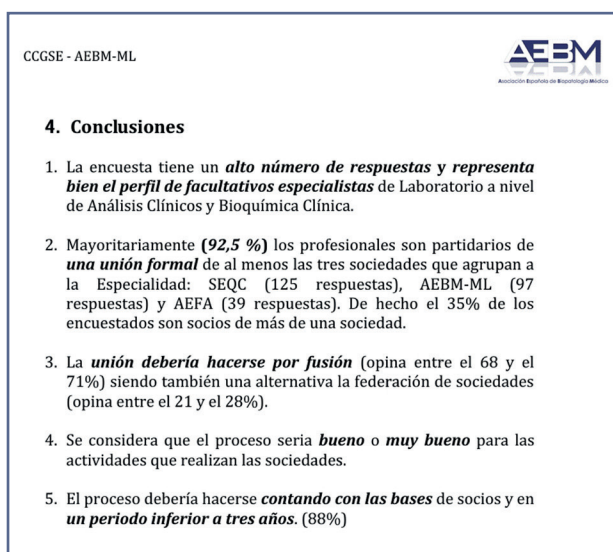 CCGSE - AEBM-ML
AEBM
Asociación Española de Biopatología Médica
4. Conclusiones
1. La encuesta tiene un alto número de respuestas y representa
bien el perfil de facultativos especialistas de Laboratorio a nivel
de Análisis Clínicos y Bioquímica Clínica.
2. Mayoritariamente (92,5 %) los profesionales son partidarios de
una unión formal de al menos las tres sociedades que agrupan a
la Especialidad: SEQC (125 respuestas), AEBM-ML (97
respuestas) y AEFA (39 respuestas). De hecho el 35% de los
encuestados son socios de más de una sociedad.
3. La unión debería hacerse por fusión (opina entre el 68 y el
71%) siendo también una alternativa la federación de sociedades
(opina entre el 21 y el 28%).
4. Se considera que el proceso seria bueno o muy bueno para las
actividades que realizan las sociedades.
5. El proceso debería hacerse contando con las bases de socios y en
un periodo inferior a tres años. (88%)